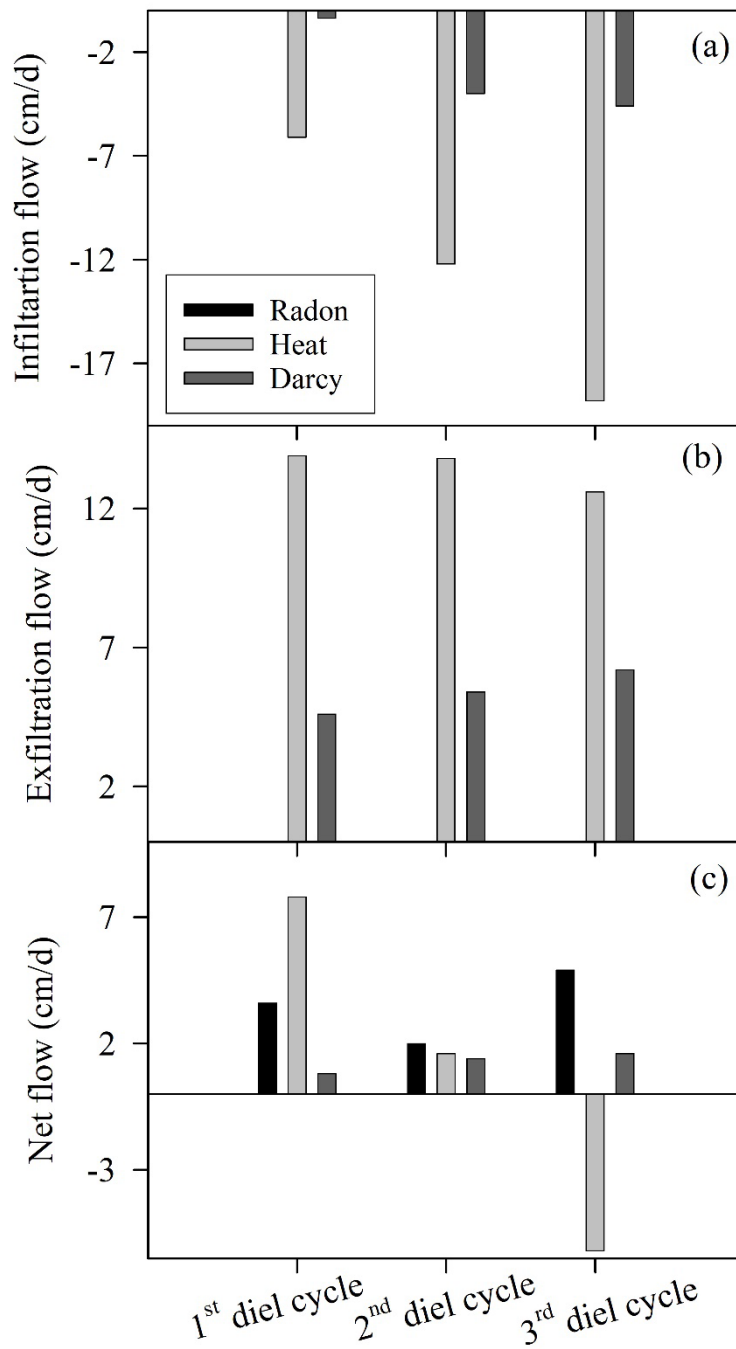 Infiltartion flow (cm/d)
-2
-7
-12
-17
(a)
Radon
Heat
Darcy
Exfiltration flow (cm/d)
12
7
2
(b)
Net flow (cm/d)
7
2
-3
(c)
1st diel cycle
2nd diel cycle
3rd diel cycle